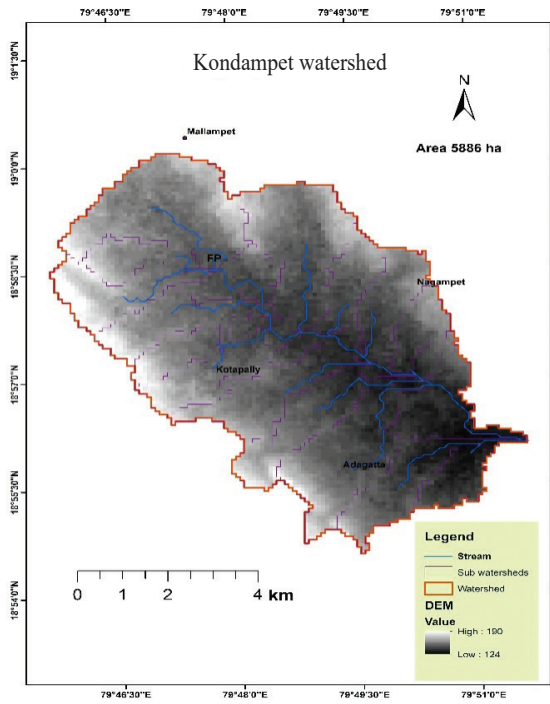 79°46'30"E 79°48'0"E 79°49'30"E 79°51'0"E
19°1'30"N
Kondampet watershed
N
Mallampet
Area 5886 ha
19°0'0"N
FP
18°58'30"N
Nagampet
Kotapally
18°57'0"N
Adagatta
18°55'30"N
Legend
Stream
Sub watersheds
Watershed
DEM
Value
High : 190
Low : 124
0 1 2 4 km
18°54'0"N
79°46'30"E 79°48'0"E 79°49'30"E 79°51'0"E